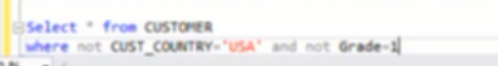 Select * from CUSTOMER
where not CUST_COUNTRY='USA' and not Grade=1